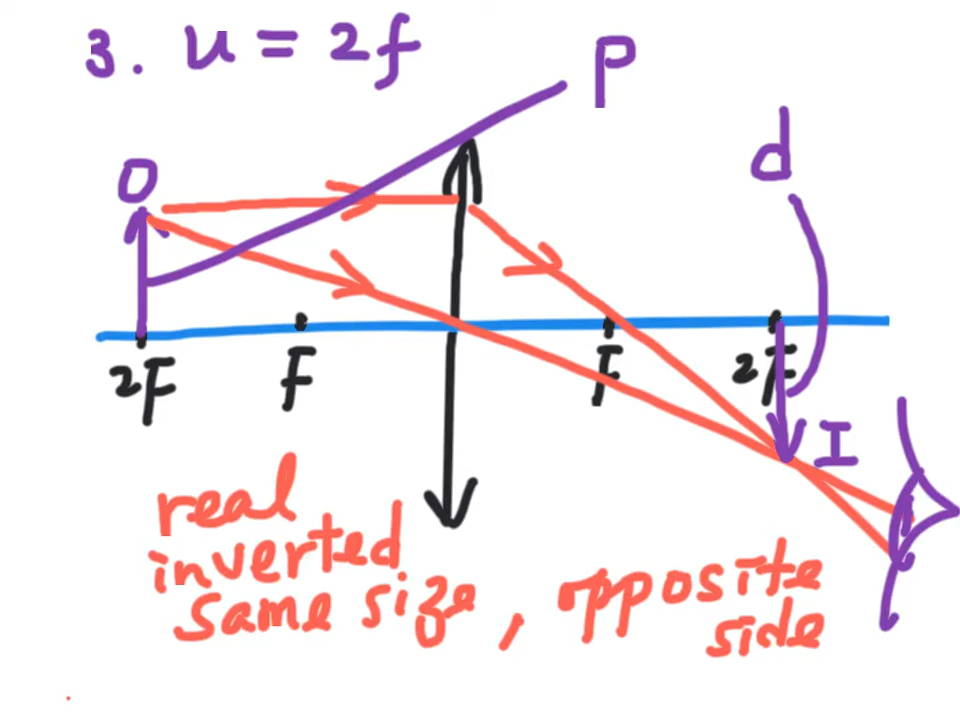 3. u = 2f
P
O
d
2F
F
F
2F
I
real
inverted
same size, opposite
side